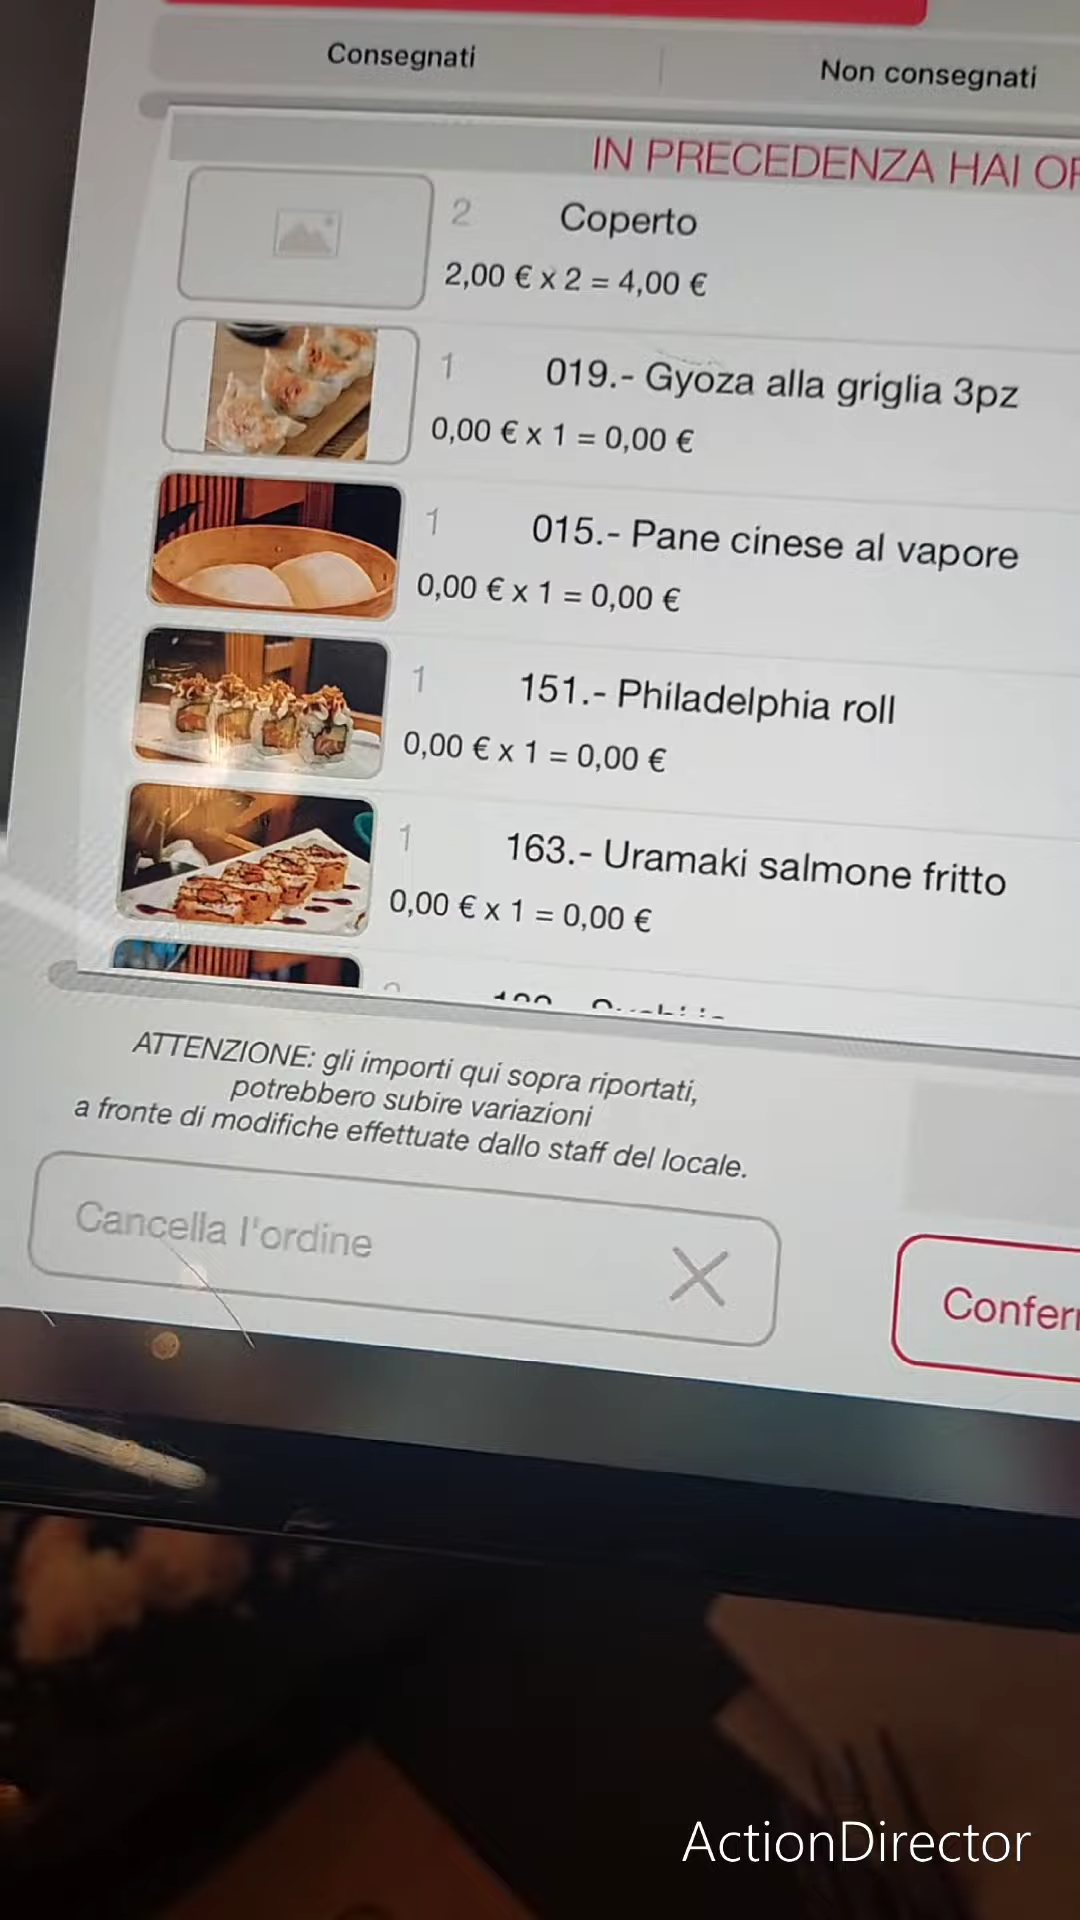 Consegnati
Non consegnati
IN PRECEDENZA HAI
2 Coperto
2,00 € x 2 = 4,00 €
1 019.- Gyoza alla griglia 3pz
0,00 € x 1 = 0,00 €
1 015.- Pane cinese al vapore
0,00 € x 1 = 0,00 €
1 151.- Philadelphia roll
0,00 € x 1 = 0,00 €
1 163.- Uramaki salmone fritto
0,00 € x 1 = 0,00 €
ATTENZIONE: gli importi qui sopra riportati,
potrebbero subire variazioni
a fronte di modifiche effettuate dallo staff del locale.
Cancella l'ordine
ActionDirector